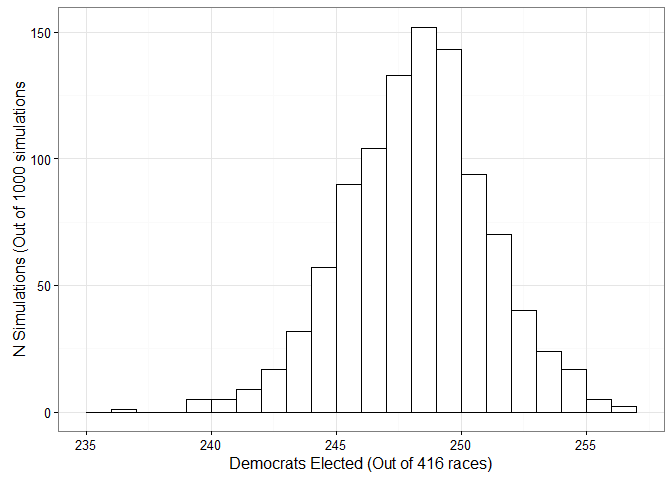 150
100
50
0
N Simulations (Out of 1000 simulations
235 240 245 250 255
Democrats Elected (Out of 416 races)